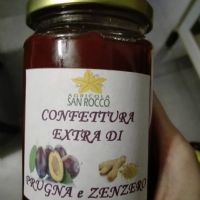 AGRICOLA
SAN ROCCO
CONFETTURA
EXTRA DI
PRUGNA e ZENZERO